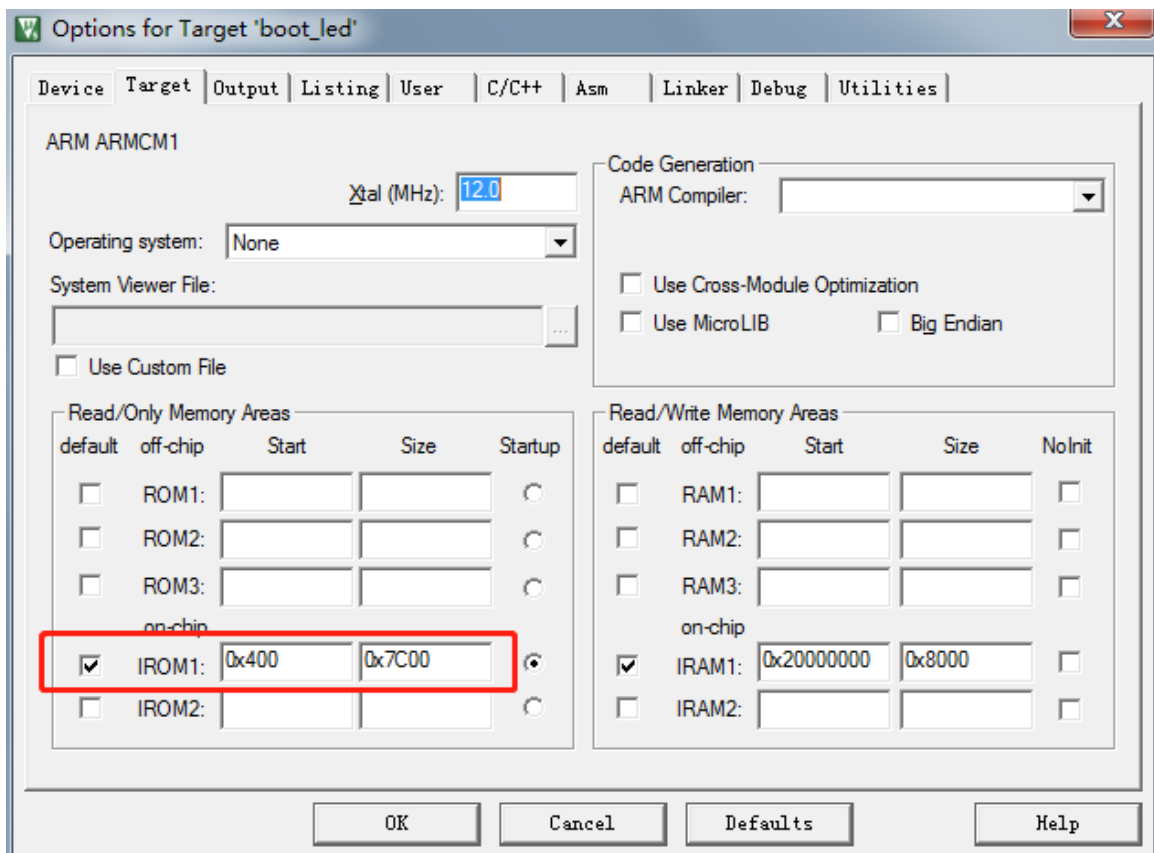 Options for Target 'boot_led'
Device Target Output Listing User C/C++ Asm Linker Debug Utilities
ARM ARMCM1
Xtal (MHz): 12.0
Operating system: None
System Viewer File:
...
Use Custom File
Code Generation
ARM Compiler:
Use Cross-Module Optimization
Use MicroLIB Big Endian
Read/Only Memory Areas
default off-chip Start Size Startup
ROM1:
ROM2:
ROM3:
on-chip
IROM1: 0x400 0x7C00
IROM2:
Read/Write Memory Areas
default off-chip Start Size NoInit
RAM1:
RAM2:
RAM3:
on-chip
IRAM1: 0x20000000 0x8000
IRAM2:
OK Cancel Defaults Help